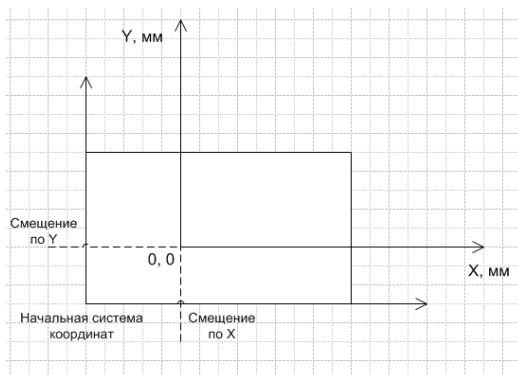 Y, мм
Смещение
по Y
0, 0
X, мм
Начальная система
координат
Смещение
по X